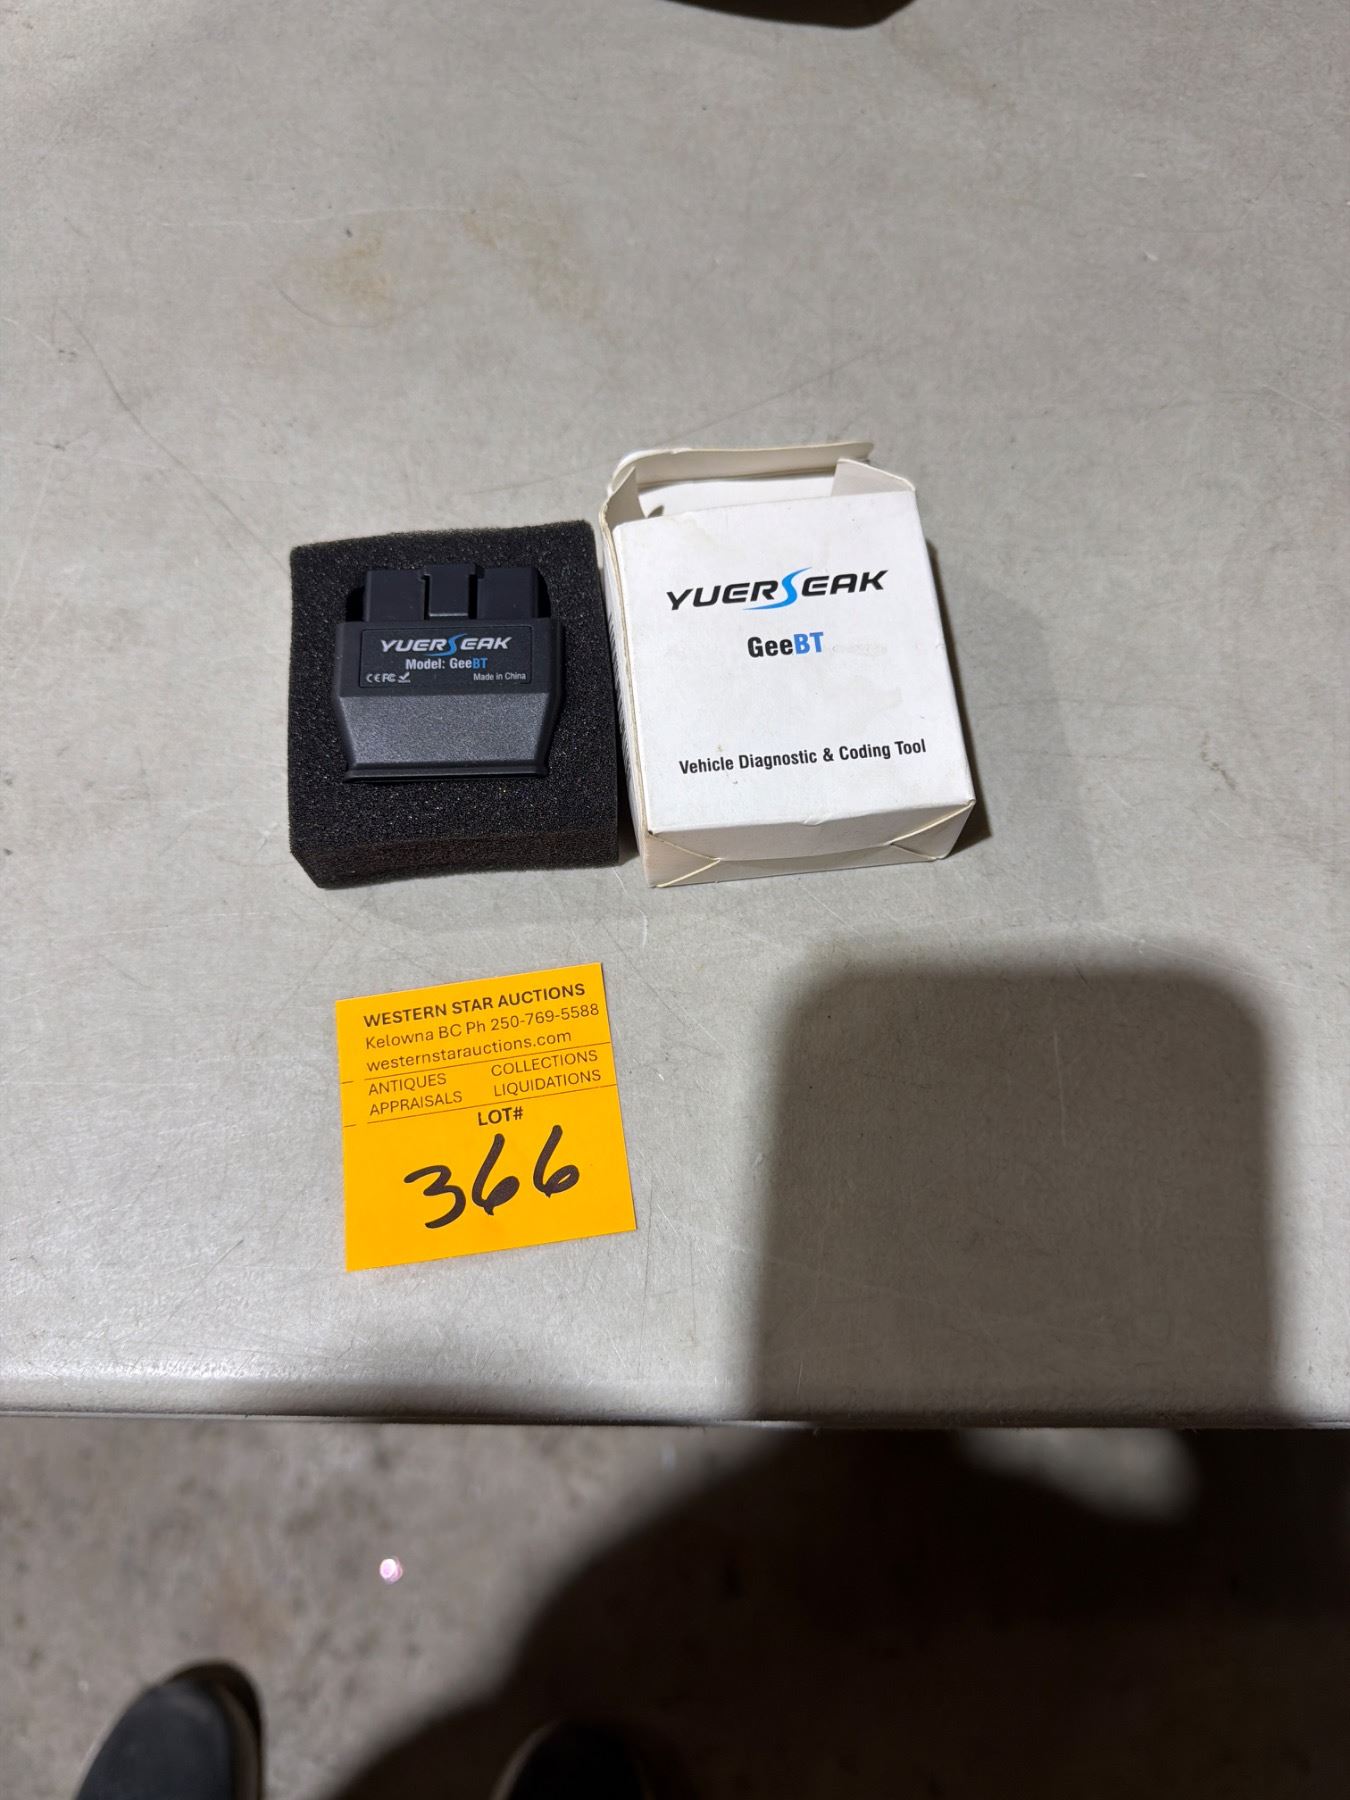 YUERSEAK
Model: GeeBT
CE FC Made in China
YUERSEAK
GeeBT
Vehicle Diagnostic & Coding Tool
WESTERN STAR AUCTIONS
Kelowna BC Ph 250-769-5588
westernstarauctions.com
ANTIQUES COLLECTIONS
APPRAISALS LIQUIDATIONS
LOT#
366